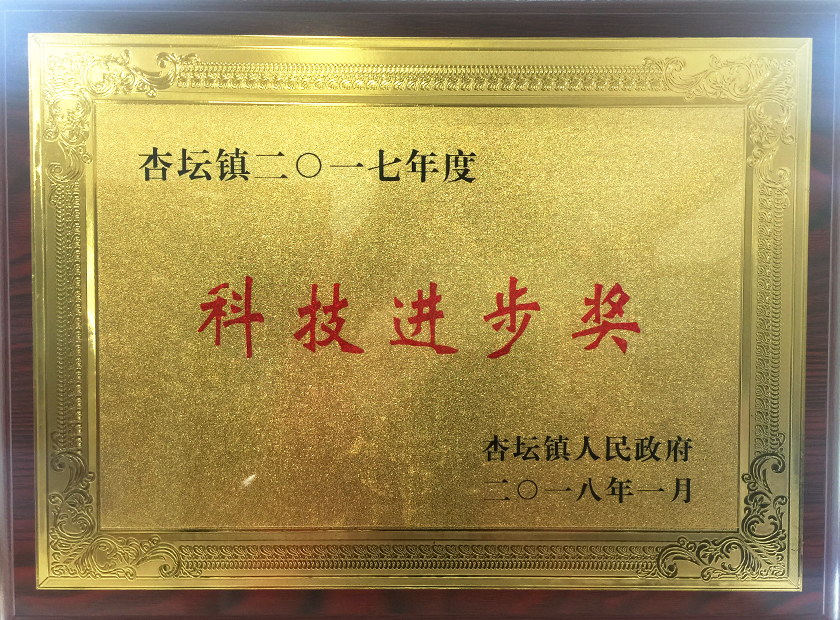 杏坛镇二〇一七年度
科技进步奖
杏坛镇人民政府
二〇一八年一月